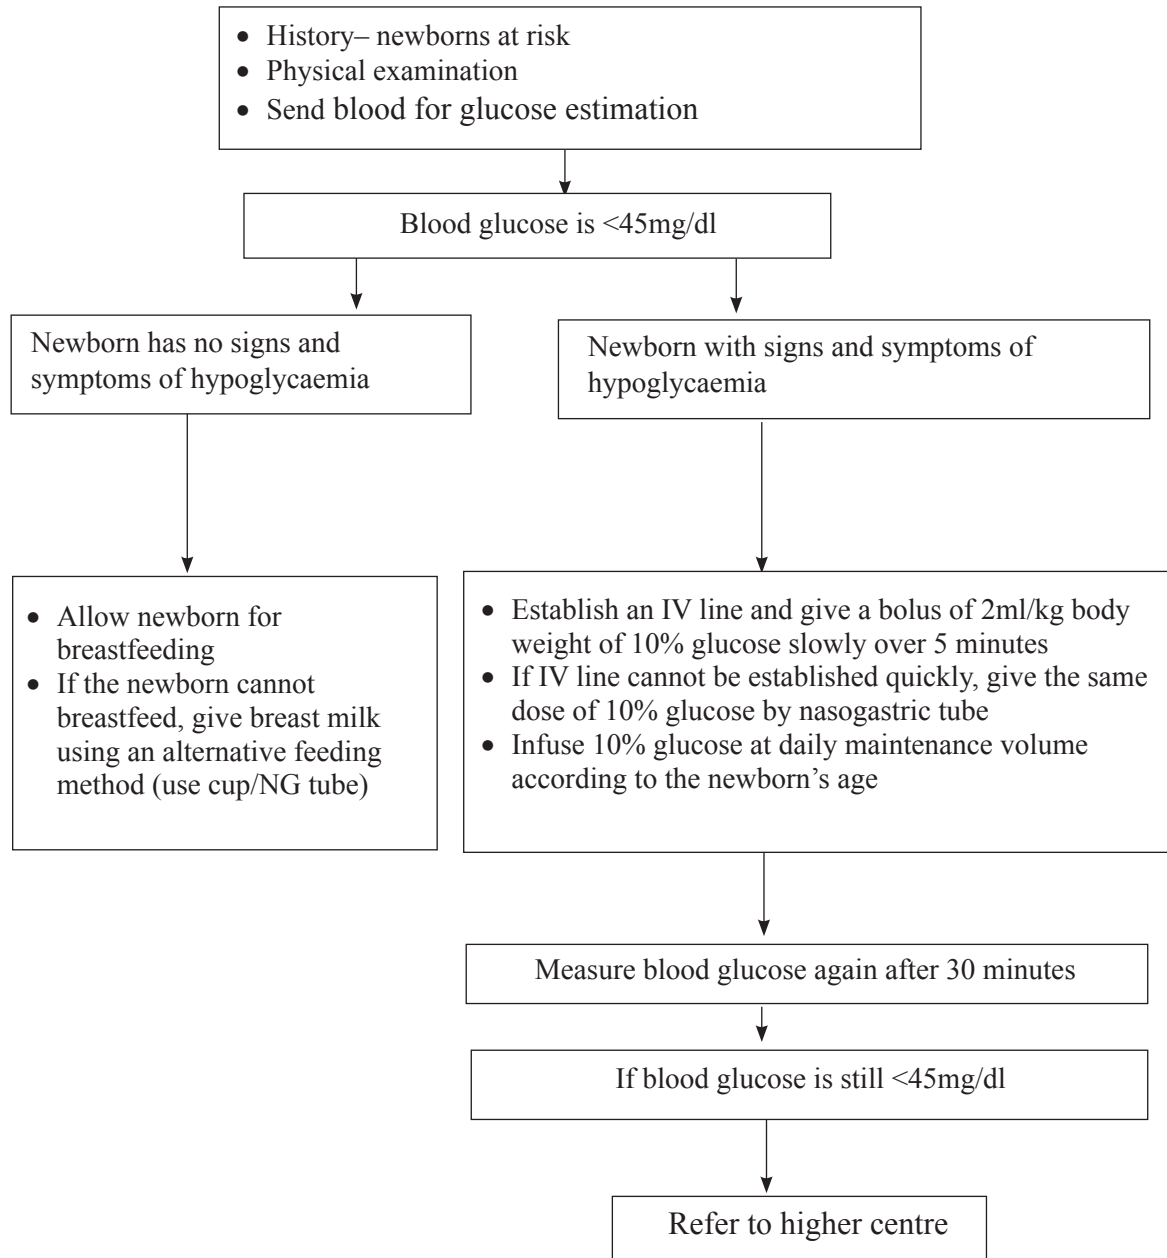 • History– newborns at risk
• Physical examination
• Send blood for glucose estimation
Blood glucose is <45mg/dl
Newborn has no signs and
symptoms of hypoglycaemia
Newborn with signs and symptoms of
hypoglycaemia
• Allow newborn for
breastfeeding
• If the newborn cannot
breastfeed, give breast milk
using an alternative feeding
method (use cup/NG tube)
• Establish an IV line and give a bolus of 2ml/kg body
weight of 10% glucose slowly over 5 minutes
• If IV line cannot be established quickly, give the same
dose of 10% glucose by nasogastric tube
• Infuse 10% glucose at daily maintenance volume
according to the newborn’s age
Measure blood glucose again after 30 minutes
If blood glucose is still <45mg/dl
Refer to higher centre